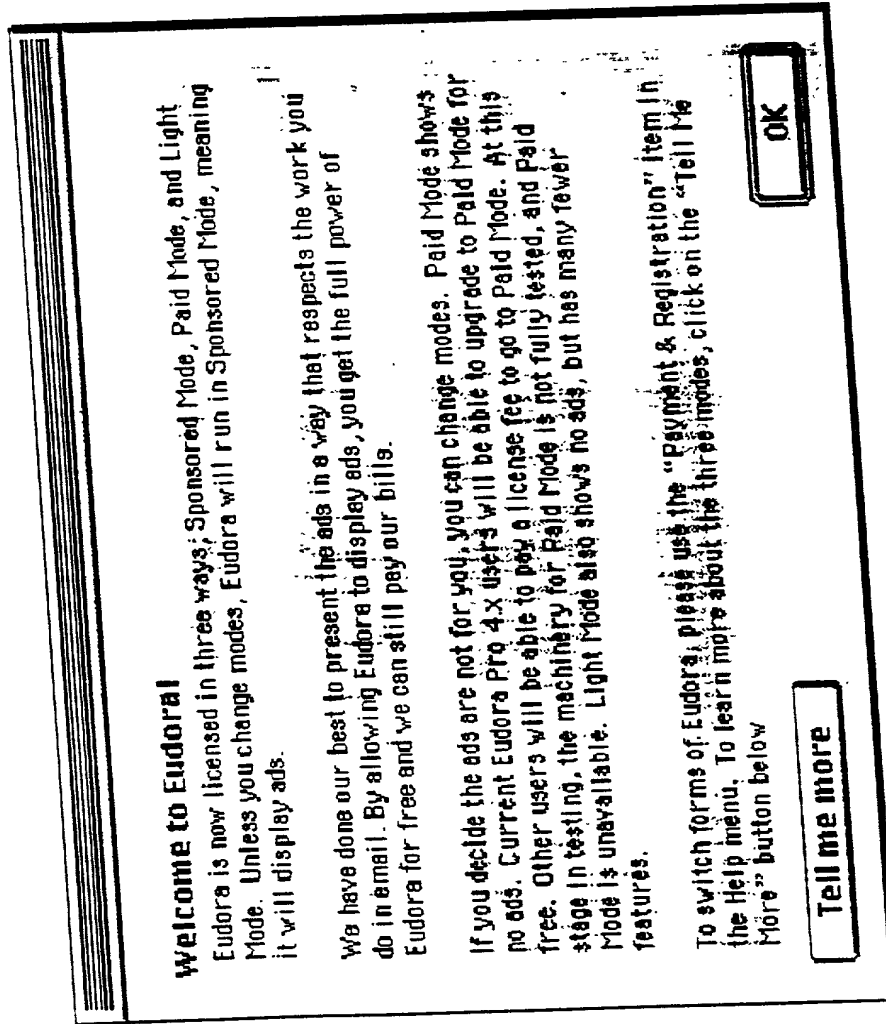 Welcome to Eudora!
Eudora is now licensed in three ways; Sponsored Mode, Paid Mode, and Light
Mode. Unless you change modes, Eudora will run in Sponsored Mode, meaning
it will display ads.
We have done our best to present the ads in a way that respects the work you
do in email. By allowing Eudora to display ads, you get the full power of
Eudora for free and we can still pay our bills.
If you decide the ads are not for you, you can change modes. Paid Mode shows
no ads. Current Eudora Pro 4.x users will be able to upgrade to Paid Mode for
free. Other users will be able to pay a license fee to go to Paid Mode. At this
stage in testing, the machinery for Paid Mode is not fully tested, and Paid
Mode is unavailable. Light Mode also shows no ads, but has many fewer
features.
To switch forms of Eudora, please use the “Payment & Registration” item in
the Help menu. To learn more about the three modes, click on the “Tell Me
More” button below
Tell me more
OK